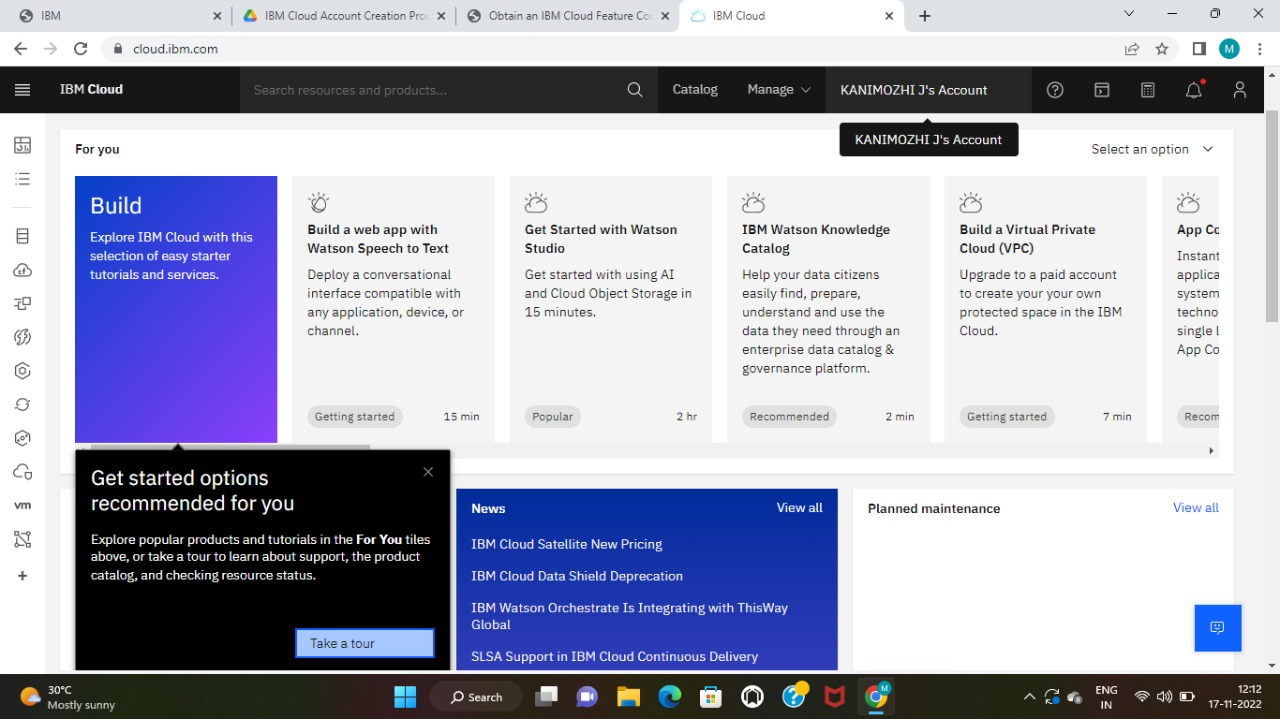 IBM
IBM Cloud Account Creation Pro
Obtain an IBM Cloud Feature Co
IBM Cloud
cloud.ibm.com
M
IBM Cloud
Search resources and products...
Catalog
Manage
KANIMOZHI J's Account
KANIMOZHI J's Account
For you
Select an option
Build
Explore IBM Cloud with this
selection of easy starter
tutorials and services.
Build a web app with
Watson Speech to Text
Deploy a conversational
interface compatible with
any application, device, or
channel.
Getting started
15 min
Get Started with Watson
Studio
Get started with using AI
and Cloud Object Storage in
15 minutes.
Popular
2 hr
IBM Watson Knowledge
Catalog
Help your data citizens
easily find, prepare,
understand and use the
data they need through an
enterprise data catalog &
governance platform.
Recommended
2 min
Build a Virtual Private
Cloud (VPC)
Upgrade to a paid account
to create your your own
protected space in the IBM
Cloud.
Getting started
7 min
App Co
Instant
applica
system
techno
single l
App Co
Recom
vm
Get started options
recommended for you
Explore popular products and tutorials in the For You tiles
above, or take a tour to learn about support, the product
catalog, and checking resource status.
Take a tour
News
View all
IBM Cloud Satellite New Pricing
IBM Cloud Data Shield Deprecation
IBM Watson Orchestrate Is Integrating with ThisWay
Global
SLSA Support in IBM Cloud Continuous Delivery
Planned maintenance
View all
30°C
Mostly sunny
Search
M
ENG
IN
12:12
17-11-2022